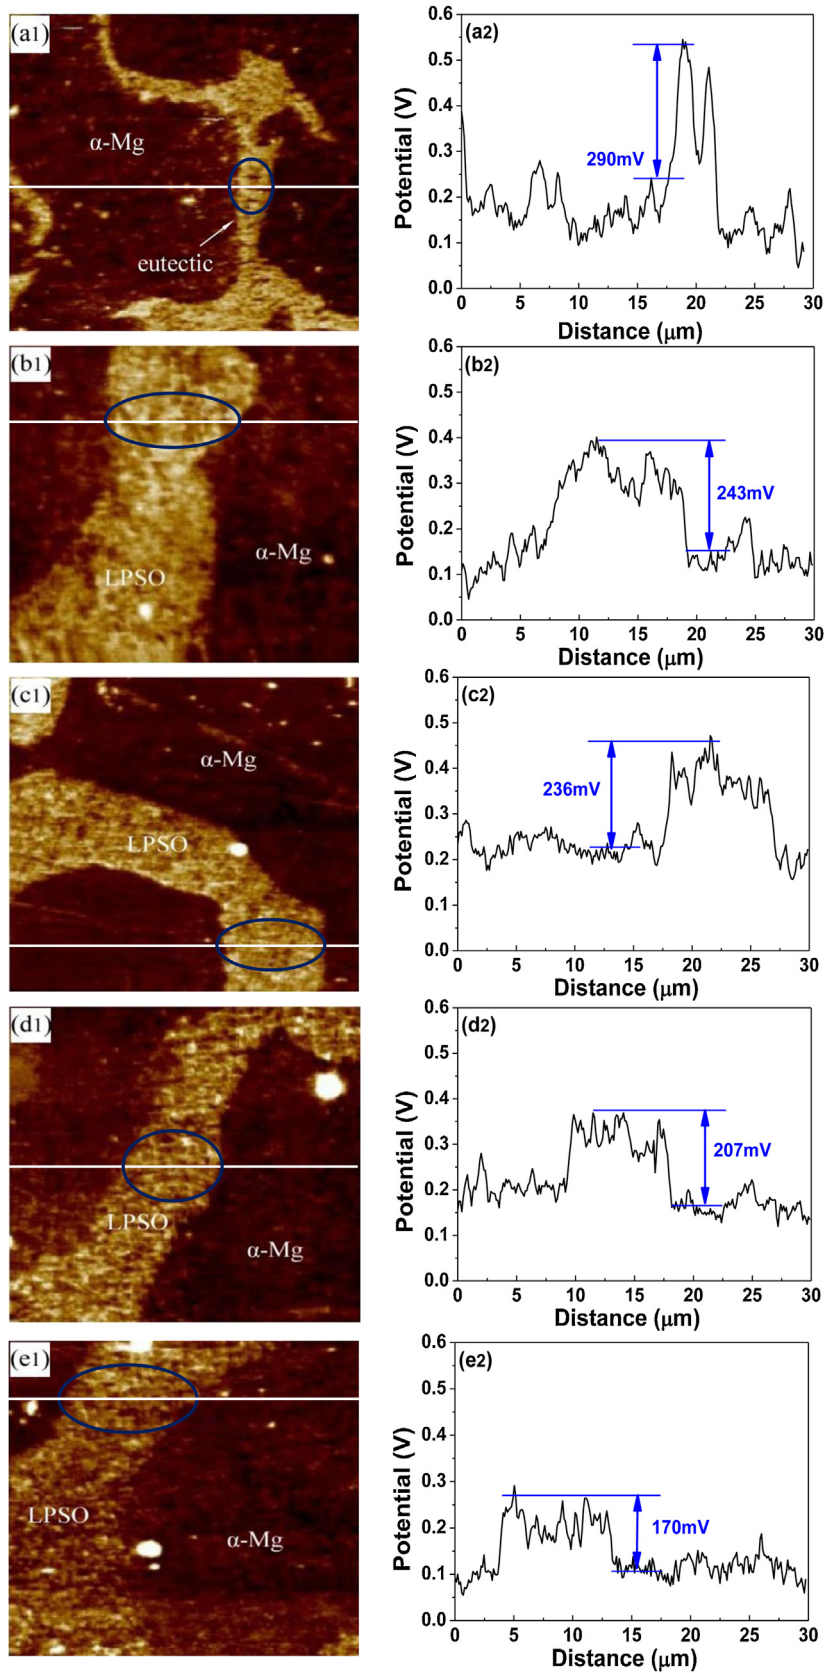 (a1)
α-Mg
eutectic
(a2)
Potential (V)
0.6
0.5
0.4
0.3
0.2
0.1
0.0
290mV
0 5 10 15 20 25 30
Distance (μm)
(b1)
LPSO
α-Mg
(b2)
Potential (V)
0.6
0.5
0.4
0.3
0.2
0.1
0.0
243mV
0 5 10 15 20 25 30
Distance (μm)
(c1)
α-Mg
LPSO
(c2)
Potential (V)
0.6
0.5
0.4
0.3
0.2
0.1
0.0
236mV
0 5 10 15 20 25 30
Distance (μm)
(d1)
LPSO
α-Mg
(d2)
Potential (V)
0.6
0.5
0.4
0.3
0.2
0.1
0.0
207mV
0 5 10 15 20 25 30
Distance (μm)
(e1)
LPSO
α-Mg
(e2)
Potential (V)
0.6
0.5
0.4
0.3
0.2
0.1
0.0
170mV
0 5 10 15 20 25 30
Distance (μm)